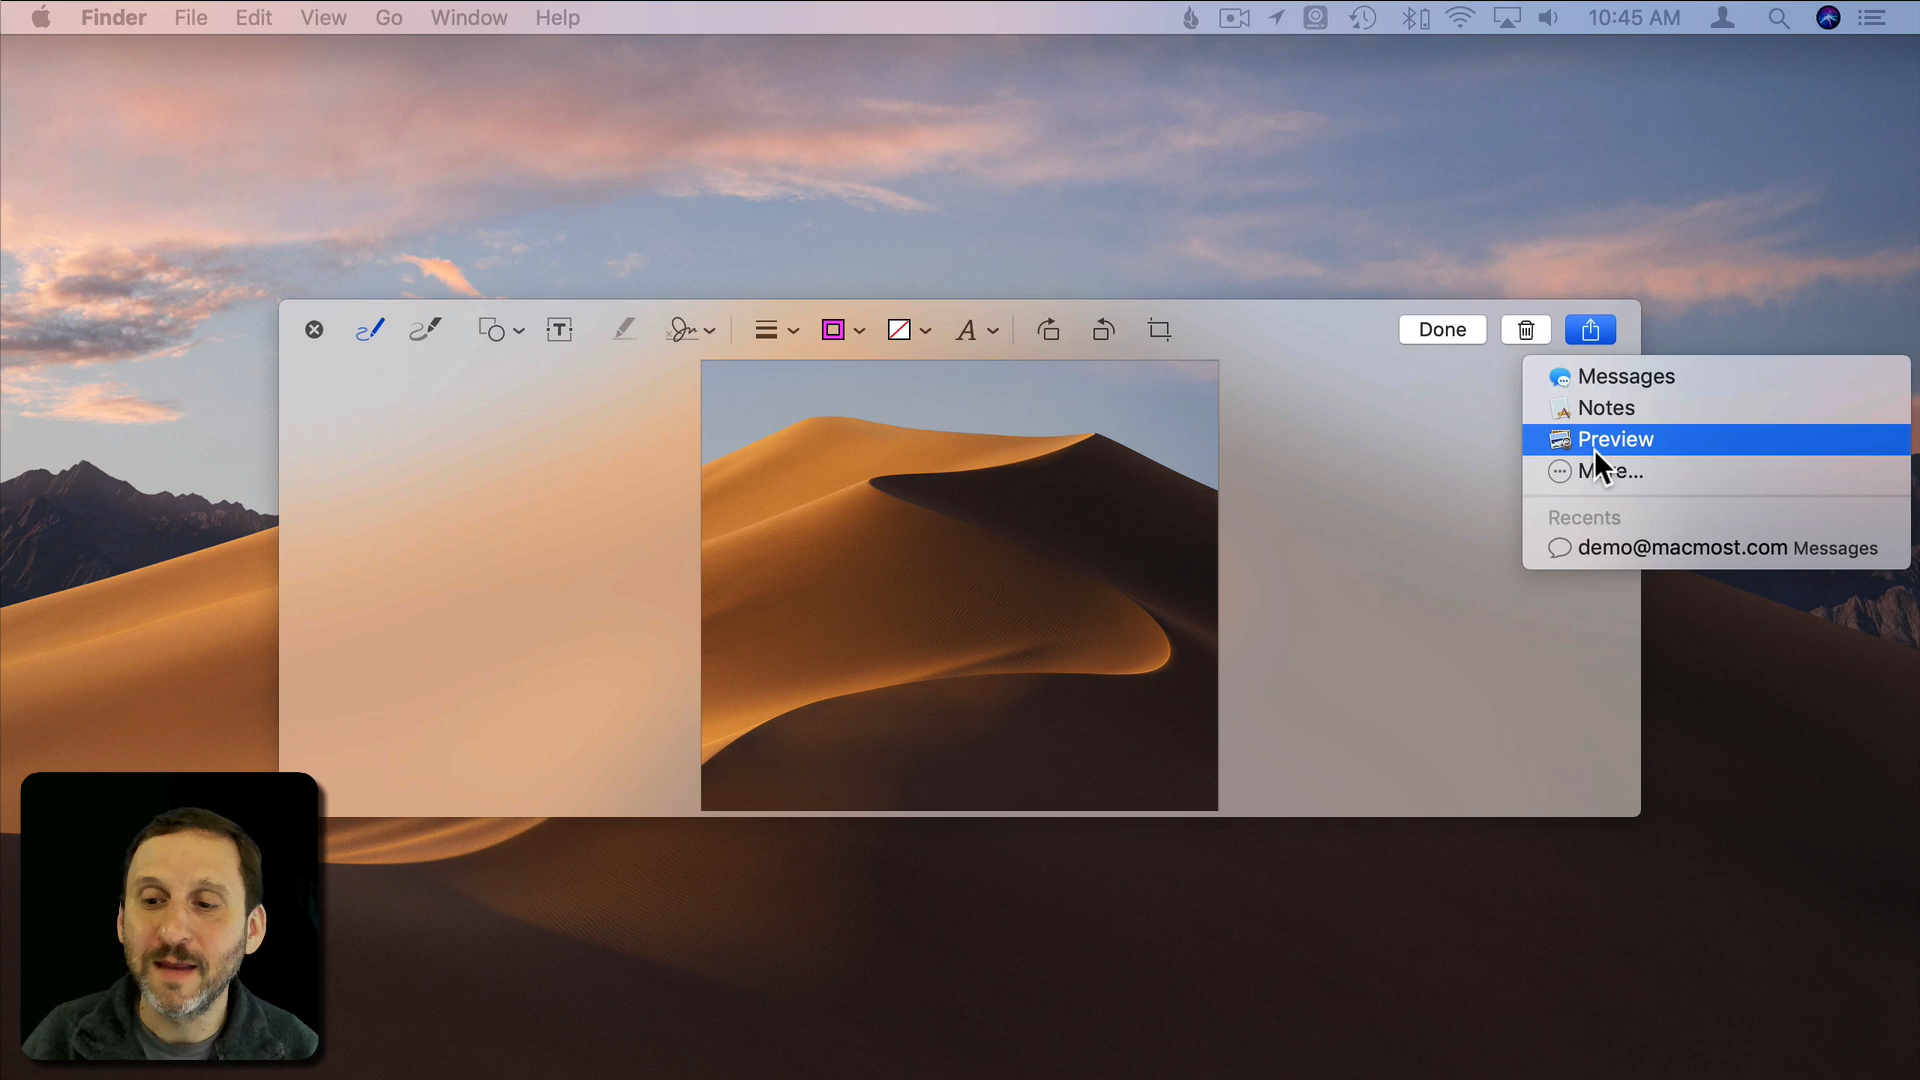 Finder File Edit View Go Window Help 10:45 AM
T A Done
Messages
Notes
Preview
More...
Recents
demo@macmost.com Messages